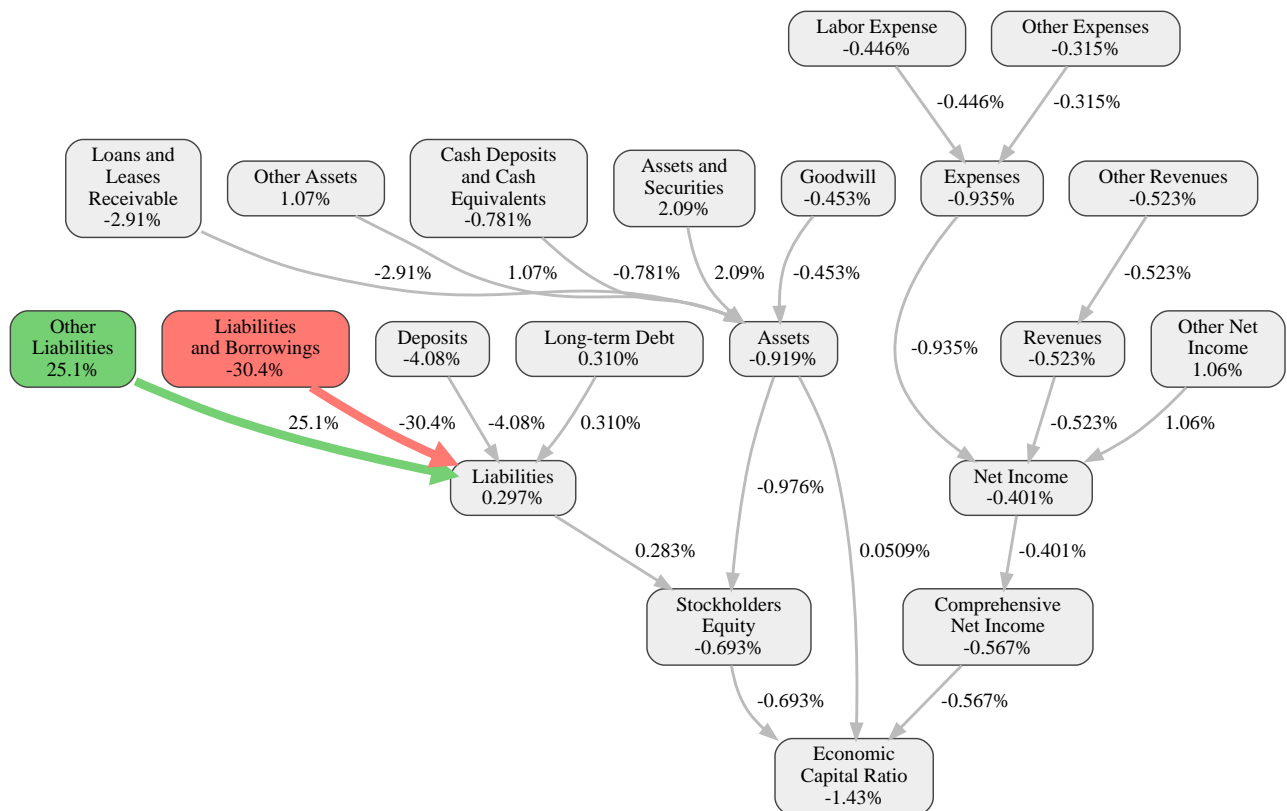 Labor Expense
-0.446%
Other Expenses
-0.315%
-0.446%
-0.315%
Loans and
Leases
Receivable
-2.91%
Other Assets
1.07%
Cash Deposits
and Cash
Equivalents
-0.781%
Assets and
Securities
2.09%
Goodwill
-0.453%
Expenses
-0.935%
Other Revenues
-0.523%
-2.91%
1.07%
-0.781%
2.09%
-0.453%
-0.523%
Other
Liabilities
25.1%
Liabilities
and Borrowings
-30.4%
Deposits
-4.08%
Long-term Debt
0.310%
Assets
-0.919%
-0.935%
Revenues
-0.523%
Other Net
Income
1.06%
25.1%
-30.4%
-4.08%
0.310%
-0.523%
1.06%
Liabilities
0.297%
-0.976%
Net Income
-0.401%
0.283%
0.0509%
-0.401%
Stockholders
Equity
-0.693%
Comprehensive
Net Income
-0.567%
-0.693%
-0.567%
Economic
Capital Ratio
-1.43%